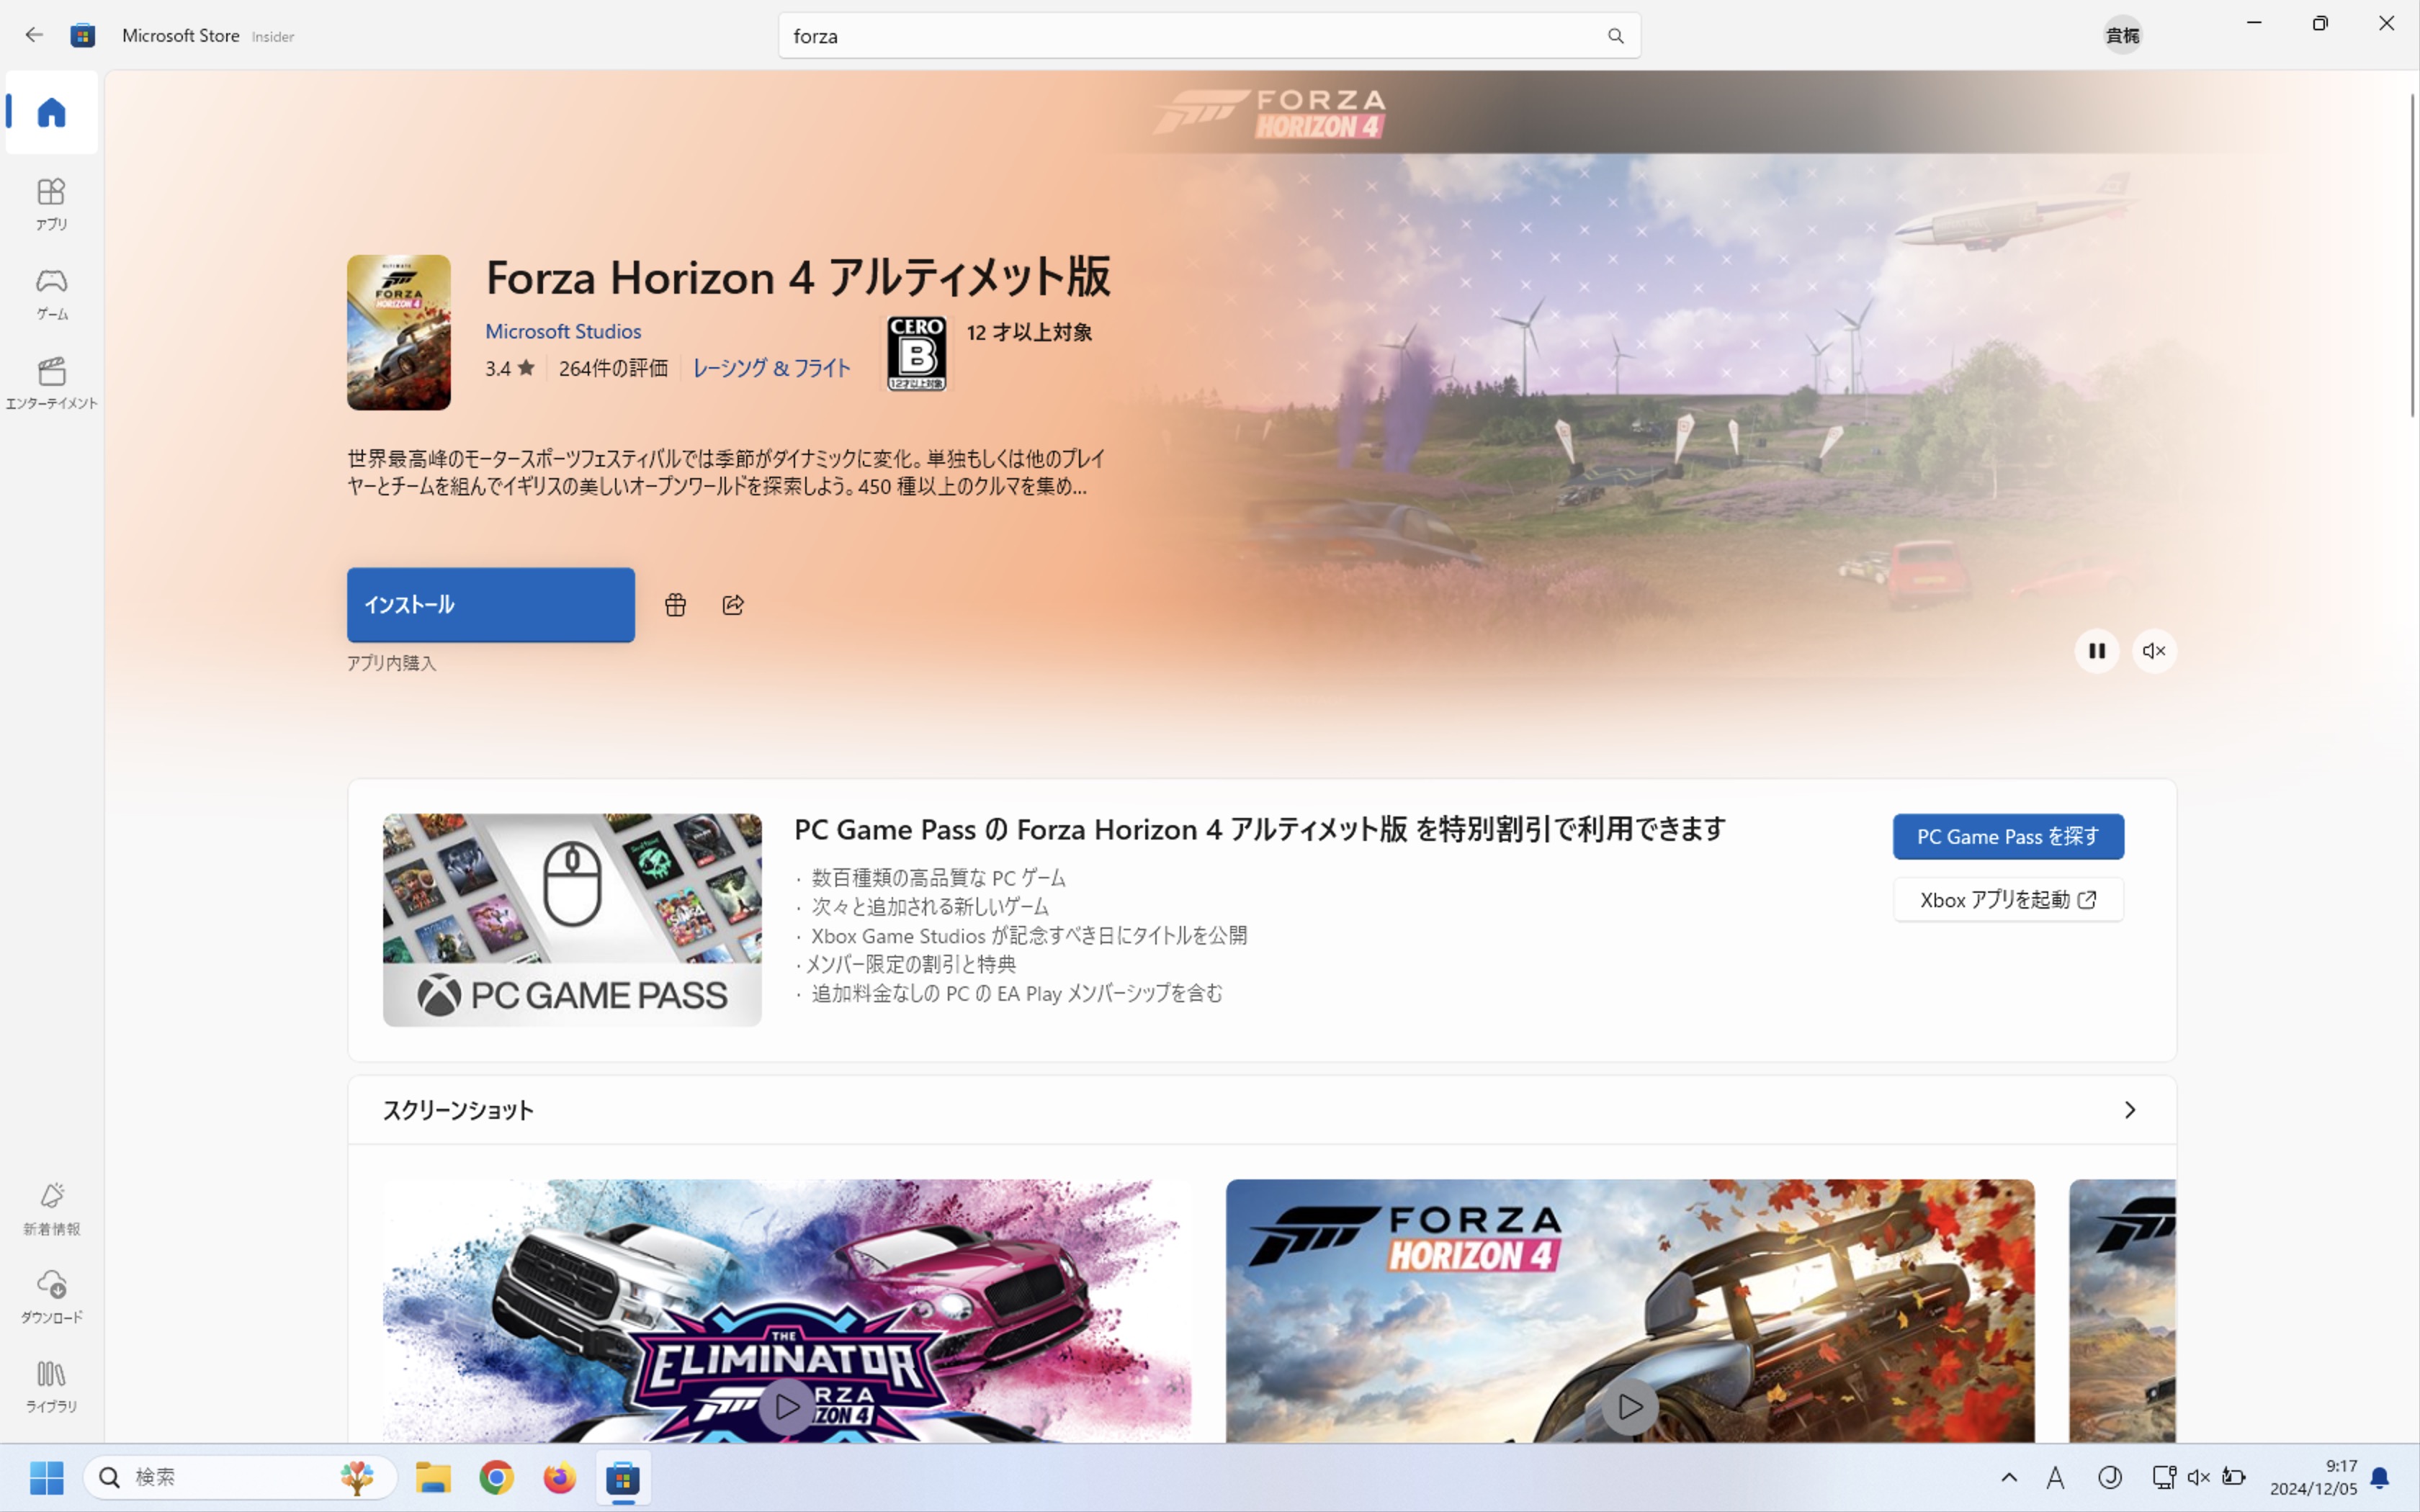 Microsoft Store Insider
forza
貴梶
FORZA
HORIZON 4
アプリ
ゲーム
エンターテイメント
ULTIMATE
FORZA
HORIZON 4
Forza Horizon 4 アルティメット版
Microsoft Studios
3.4 ★ 264件の評価 レーシング & フライト
CERO
B
12才以上対象
12 才以上対象
世界最高峰のモータースポーツフェスティバルでは季節がダイナミックに変化。単独もしくは他のプレイ
ヤーとチームを組んでイギリスの美しいオープンワールドを探索しよう。450 種以上のクルマを集め...
インストール
アプリ内購入
PC GAME PASS
PC Game Pass の Forza Horizon 4 アルティメット版 を特別割引で利用できます
· 数百種類の高品質な PC ゲーム
· 次々と追加される新しいゲーム
· Xbox Game Studios が記念すべき日にタイトルを公開
·メンバー限定の割引と特典
· 追加料金なしの PC の EA Play メンバーシップを含む
PC Game Pass を探す
Xbox アプリを起動
スクリーンショット
THE
ELIMINATOR
RZA
ZON 4
FORZA
HORIZON 4
新着情報
ダウンロード
ライブラリ
検索
A
9:17
2024/12/05